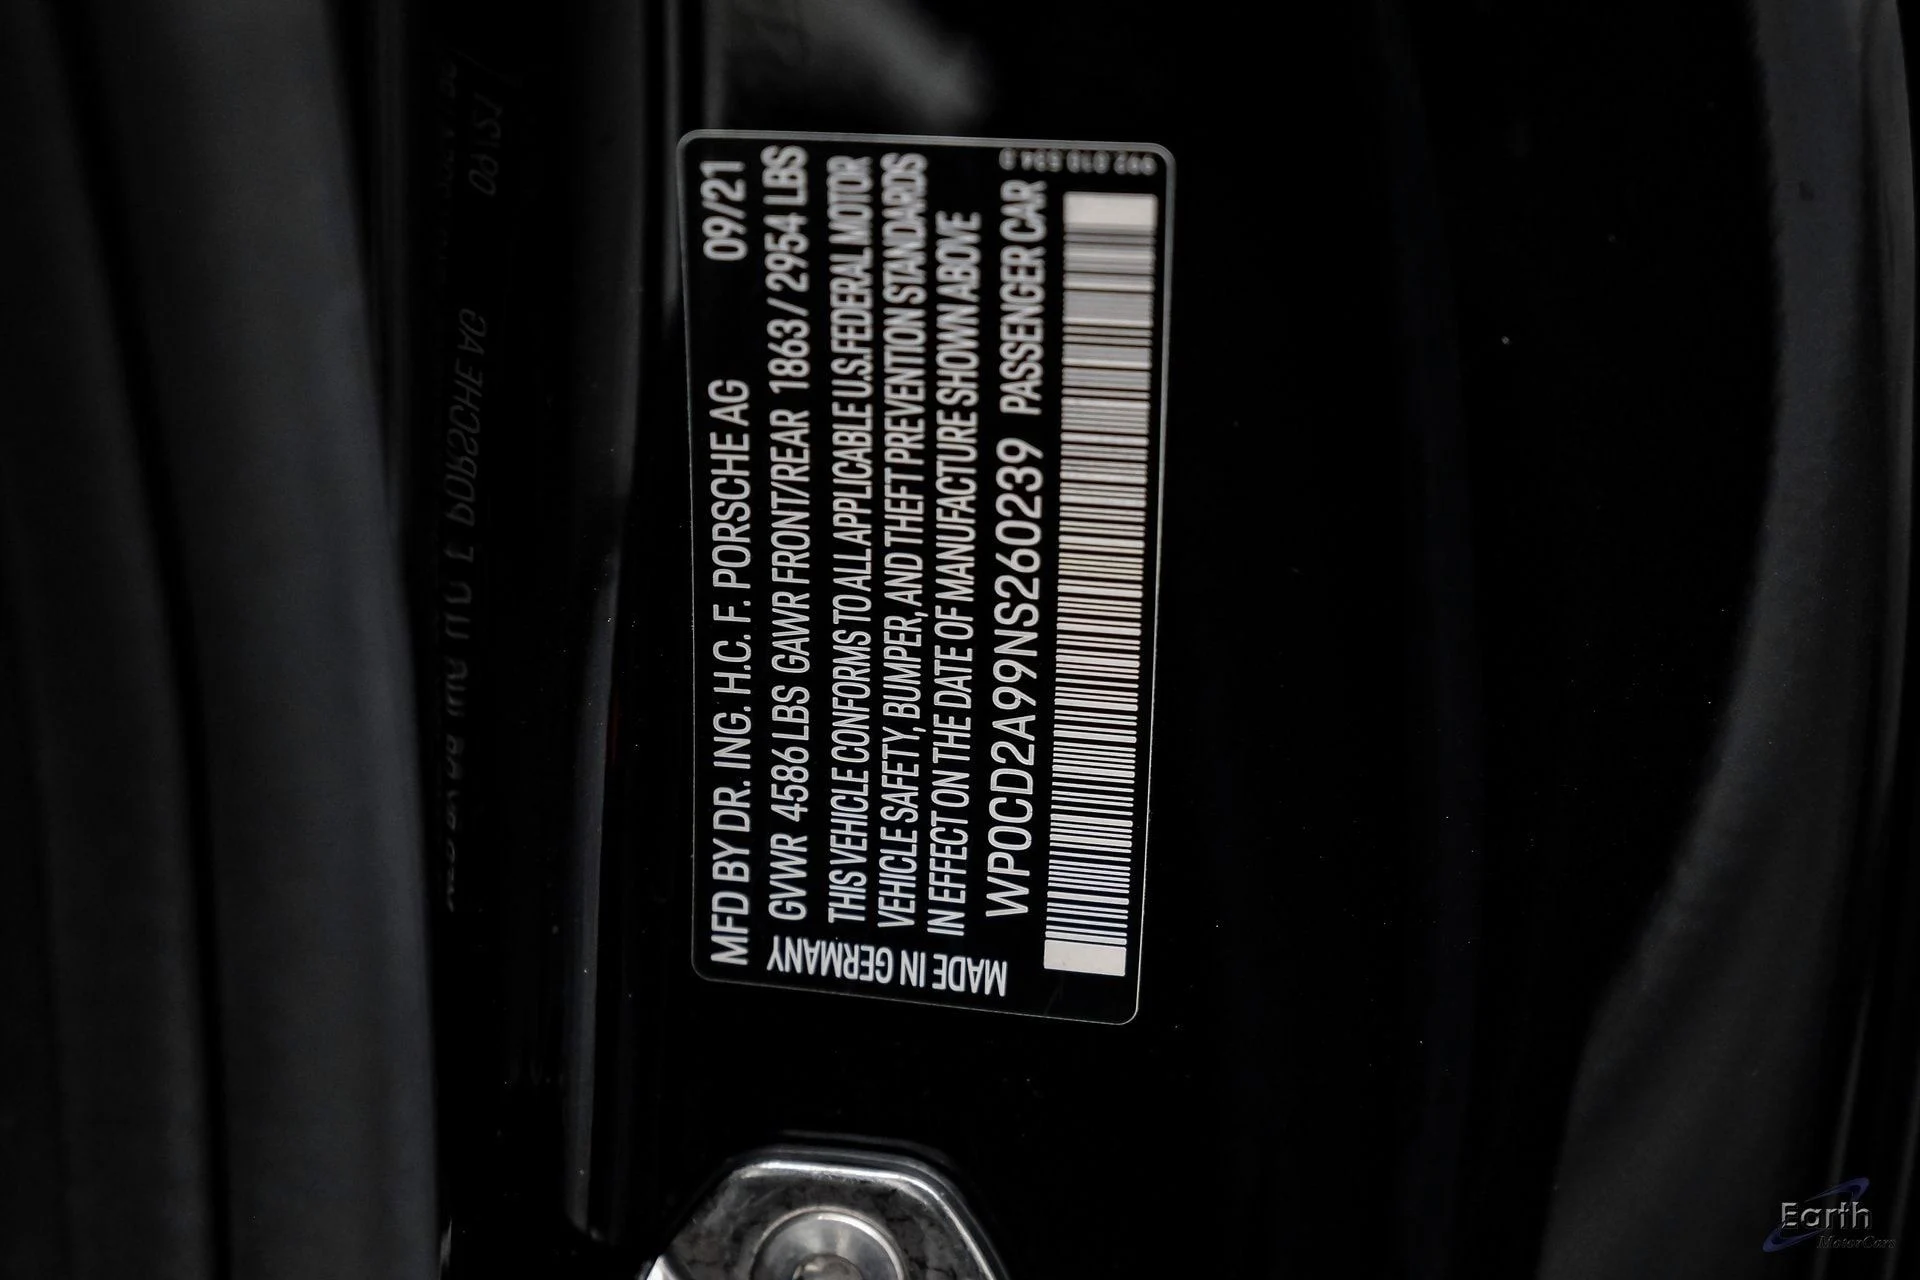 MFD BY DR. ING. H.C. F. PORSCHE AG 09/21
GVWR 4586 LBS GAWR FRONT/REAR 1863 / 2954 LBS
THIS VEHICLE CONFORMS TO ALL APPLICABLE U.S. FEDERAL MOTOR
VEHICLE SAFETY, BUMPER, AND THEFT PREVENTION STANDARDS
IN EFFECT ON THE DATE OF MANUFACTURE SHOWN ABOVE
WP0CD2A99NS260239 PASSENGER CAR
MADE IN GERMANY
Earth
MotorCars